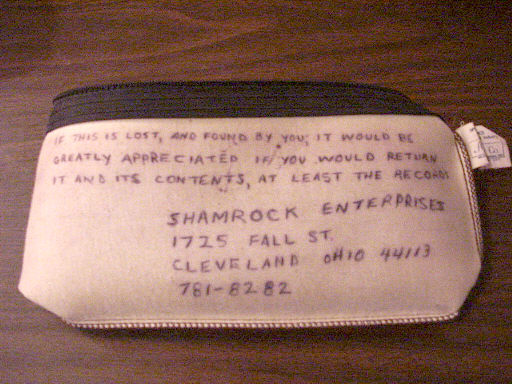 IF THIS IS LOST, AND FOUND BY YOU, IT WOULD BE
GREATLY APPRECIATED IF YOU WOULD RETURN
IT AND ITS CONTENTS, AT LEAST THE RECORDS
SHAMROCK ENTERPRISES
1725 FALL ST.
CLEVELAND OHIO 44113
781-8282